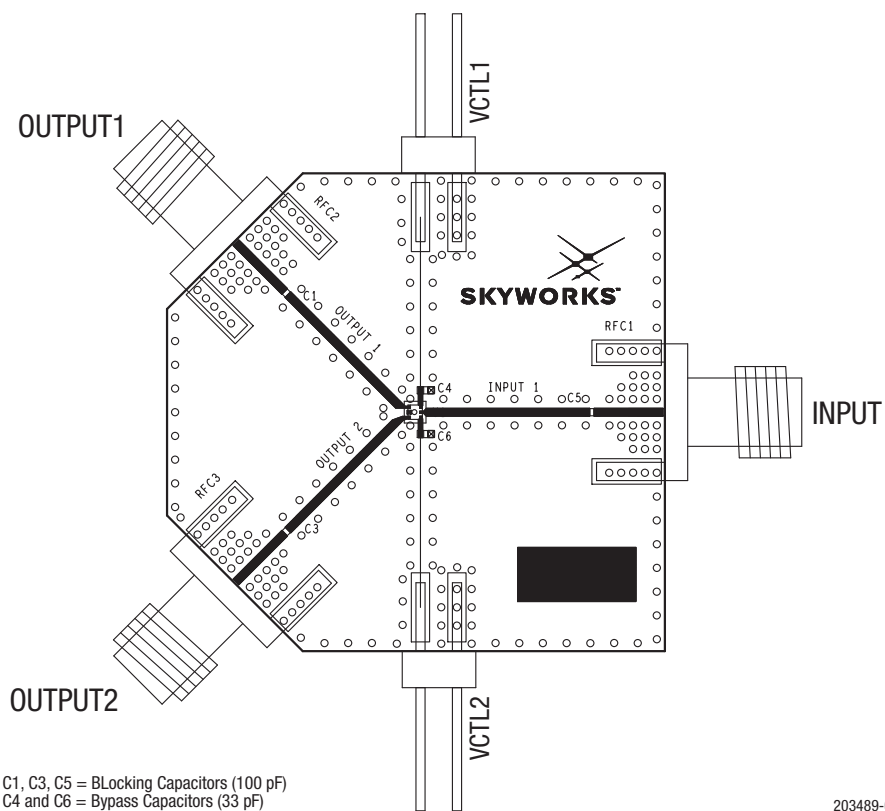 VCTL1
OUTPUT1
RFC2
SKYWORKS
C1
OUTPUT 1
RFC1
C4
INPUT 1
C5
INPUT
C6
OUTPUT 2
RFC3
C3
OUTPUT2
VCTL2
C1, C3, C5 = BLocking Capacitors (100 pF)
C4 and C6 = Bypass Capacitors (33 pF)